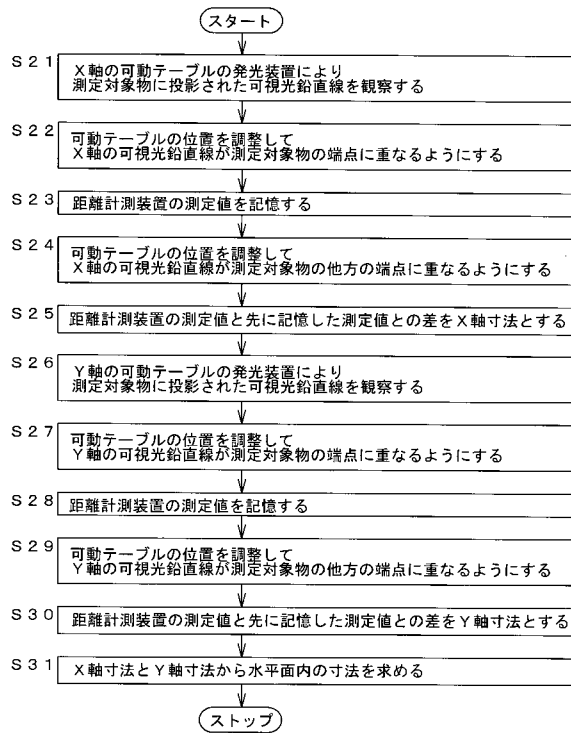 スタート
S21
X軸の可動テーブルの発光装置により
測定対象物に投影された可視光鉛直線を観察する
S22
可動テーブルの位置を調整して
X軸の可視光鉛直線が測定対象物の端点に重なるようにする
S23
距離計測装置の測定値を記憶する
S24
可動テーブルの位置を調整して
X軸の可視光鉛直線が測定対象物の他方の端点に重なるようにする
S25
距離計測装置の測定値と先に記憶した測定値との差をX軸寸法とする
S26
Y軸の可動テーブルの発光装置により
測定対象物に投影された可視光鉛直線を観察する
S27
可動テーブルの位置を調整して
Y軸の可視光鉛直線が測定対象物の端点に重なるようにする
S28
距離計測装置の測定値を記憶する
S29
可動テーブルの位置を調整して
Y軸の可視光鉛直線が測定対象物の他方の端点に重なるようにする
S30
距離計測装置の測定値と先に記憶した測定値との差をY軸寸法とする
S31
X軸寸法とY軸寸法から水平面内の寸法を求める
ストップ